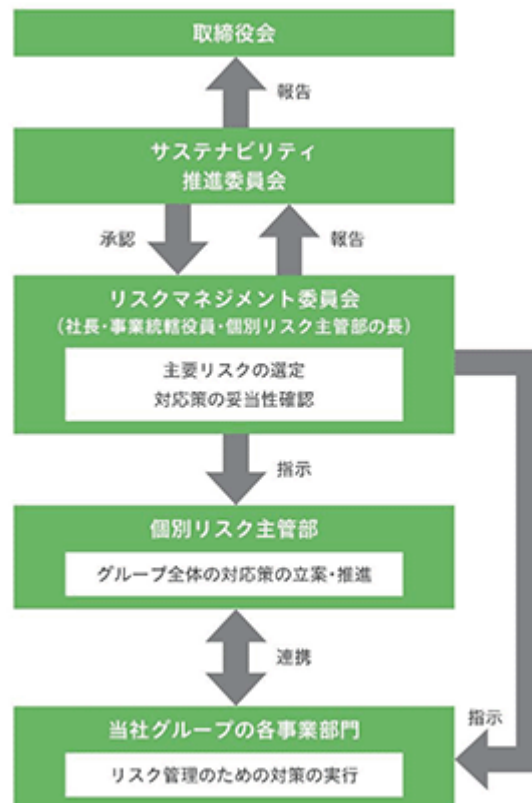 取締役会
報告
サステナビリティ
推進委員会
承認
報告
リスクマネジメント委員会
（社長・事業統轄役員・個別リスク主管部の長）
主要リスクの選定
対応策の妥当性確認
指示
個別リスク主管部
グループ全体の対応策の立案・推進
連携
当社グループの各事業部門
指示
リスク管理のための対策の実行